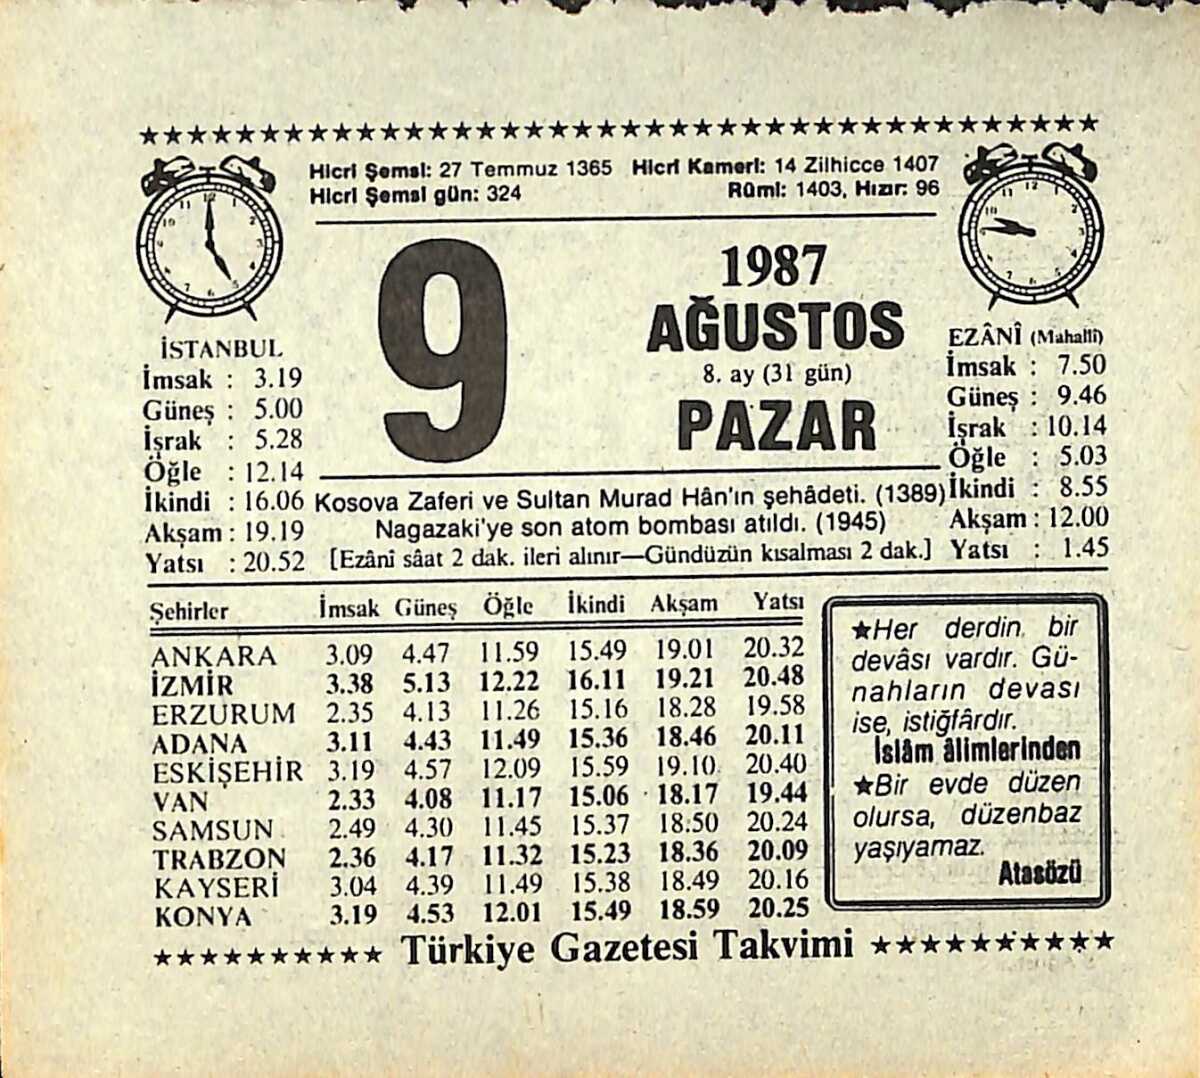 Hicrî Şemsî: 27 Temmuz 1365 Hicrî Kamerî: 14 Zilhicce 1407
Hicrî Şemsî gün: 324 Rûmî: 1403, Hızır: 96
9
1987
AĞUSTOS
8. ay (31 gün)
PAZAR
İSTANBUL
İmsak : 3.19
Güneş : 5.00
İşrak : 5.28
Öğle : 12.14
İkindi : 16.06
Akşam : 19.19
Yatsı : 20.52
EZÂNÎ (Mahallî)
İmsak : 7.50
Güneş : 9.46
İşrak : 10.14
Öğle : 5.03
İkindi : 8.55
Akşam : 12.00
Yatsı : 1.45
Kosova Zaferi ve Sultan Murad Hân'ın şehâdeti. (1389)
Nagazaki'ye son atom bombası atıldı. (1945)
[Ezânî sâat 2 dak. ileri alınır—Gündüzün kısalması 2 dak.]
Şehirler İmsak Güneş Öğle İkindi Akşam Yatsı
ANKARA 3.09 4.47 11.59 15.49 19.01 20.32
İZMİR 3.38 5.13 12.22 16.11 19.21 20.48
ERZURUM 2.35 4.13 11.26 15.16 18.28 19.58
ADANA 3.11 4.43 11.49 15.36 18.46 20.11
ESKİŞEHİR 3.19 4.57 12.09 15.59 19.10 20.40
VAN 2.33 4.08 11.17 15.06 18.17 19.44
SAMSUN 2.49 4.30 11.45 15.37 18.50 20.24
TRABZON 2.36 4.17 11.32 15.23 18.36 20.09
KAYSERİ 3.04 4.39 11.49 15.38 18.49 20.16
KONYA 3.19 4.53 12.01 15.49 18.59 20.25
★Her derdin bir
devâsı vardır. Gü-
nahların devası
ise, istiğfârdır.
İslâm âlimlerinden
★Bir evde düzen
olursa, düzenbaz
yaşıyamaz.
Atasözü
Türkiye Gazetesi Takvimi